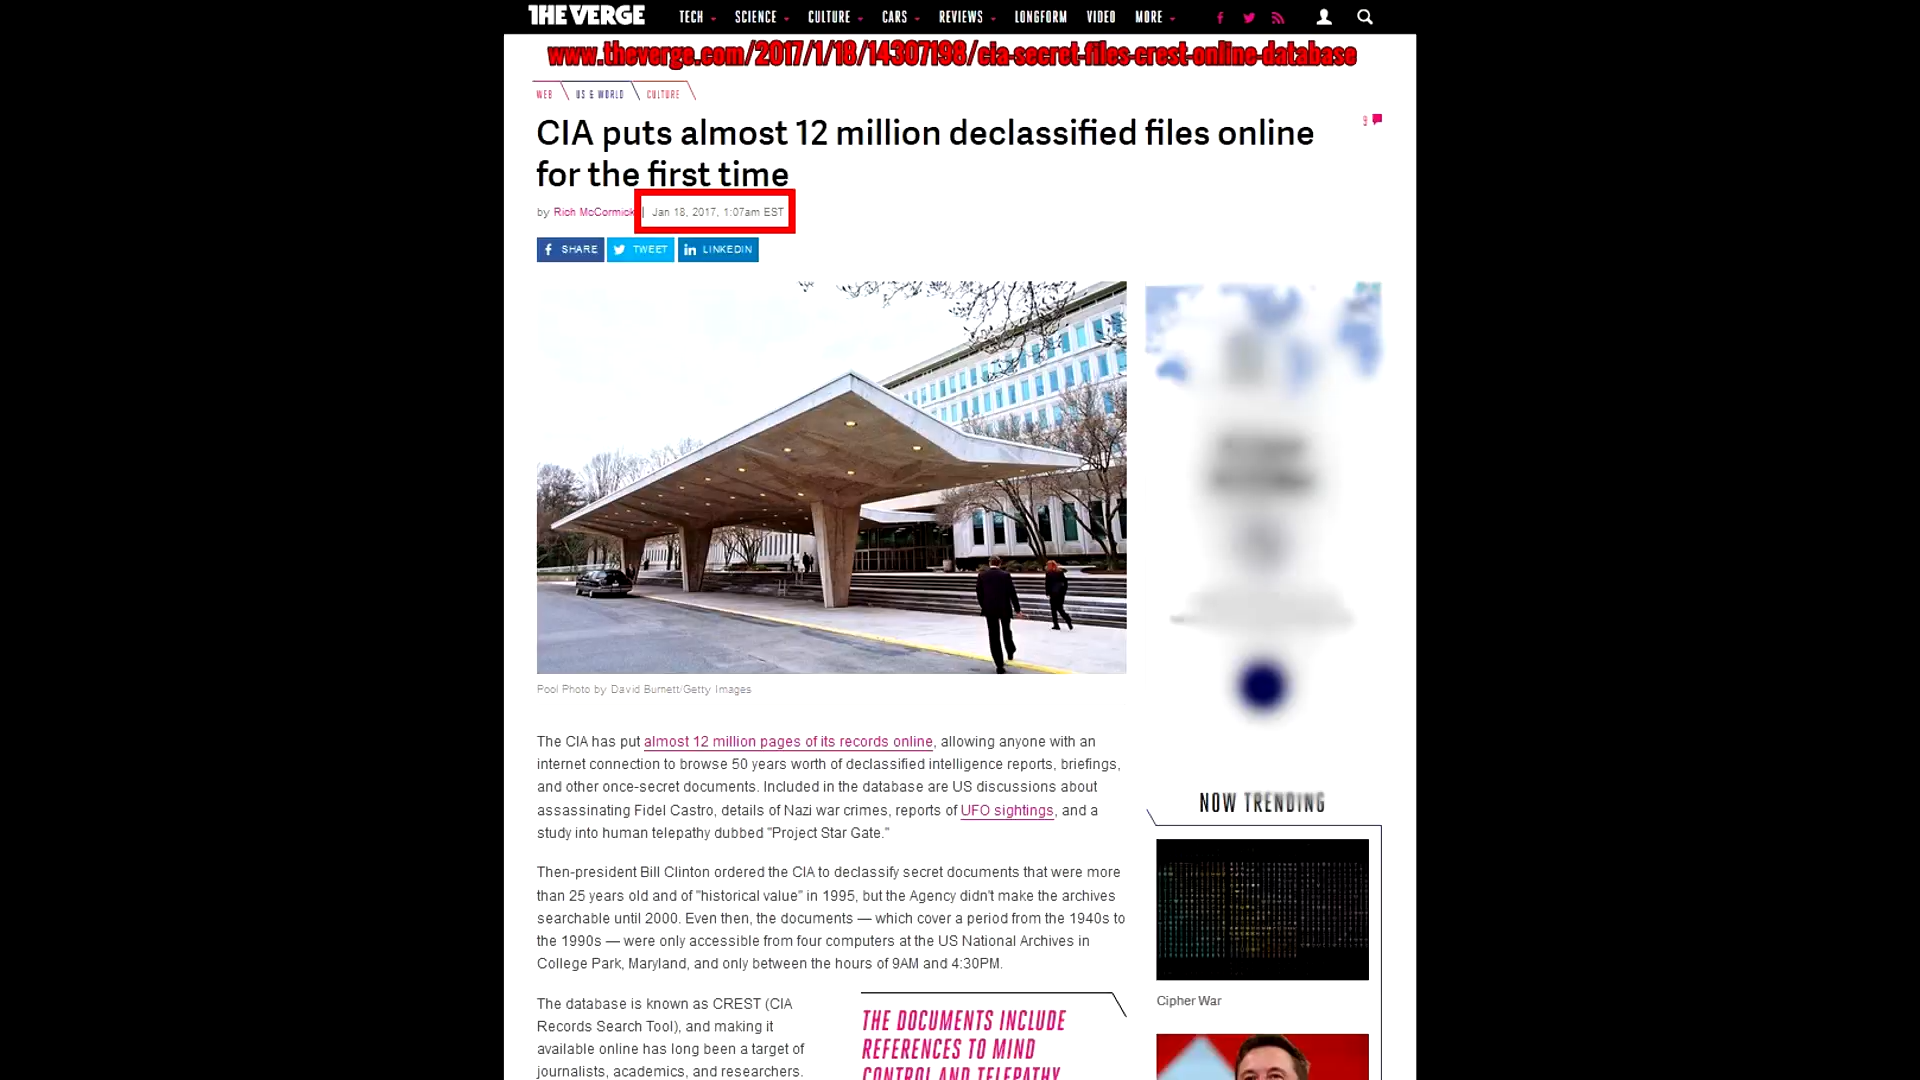 THE VERGE
TECH SCIENCE CULTURE CARS REVIEWS LONGFORM VIDEO MORE
www.theverge.com/2017/1/18/14307198/cia-secret-files-crest-online-database
WEB US & WORLD CULTURE
CIA puts almost 12 million declassified files online
for the first time
9
by Rich McCormick | Jan 18, 2017, 1:07am EST
SHARE TWEET LINKEDIN
Pool Photo by David Burnett/Getty Images
The CIA has put almost 12 million pages of its records online, allowing anyone with an
internet connection to browse 50 years worth of declassified intelligence reports, briefings,
and other once-secret documents. Included in the database are US discussions about
assassinating Fidel Castro, details of Nazi war crimes, reports of UFO sightings, and a
study into human telepathy dubbed "Project Star Gate."
Then-president Bill Clinton ordered the CIA to declassify secret documents that were more
than 25 years old and of "historical value" in 1995, but the Agency didn't make the archives
searchable until 2000. Even then, the documents — which cover a period from the 1940s to
the 1990s — were only accessible from four computers at the US National Archives in
College Park, Maryland, and only between the hours of 9AM and 4:30PM.
The database is known as CREST (CIA
Records Search Tool), and making it
available online has long been a target of
journalists, academics, and researchers.
THE DOCUMENTS INCLUDE
REFERENCES TO MIND
CONTROL AND TELEPATHY
NOW TRENDING
Cipher War